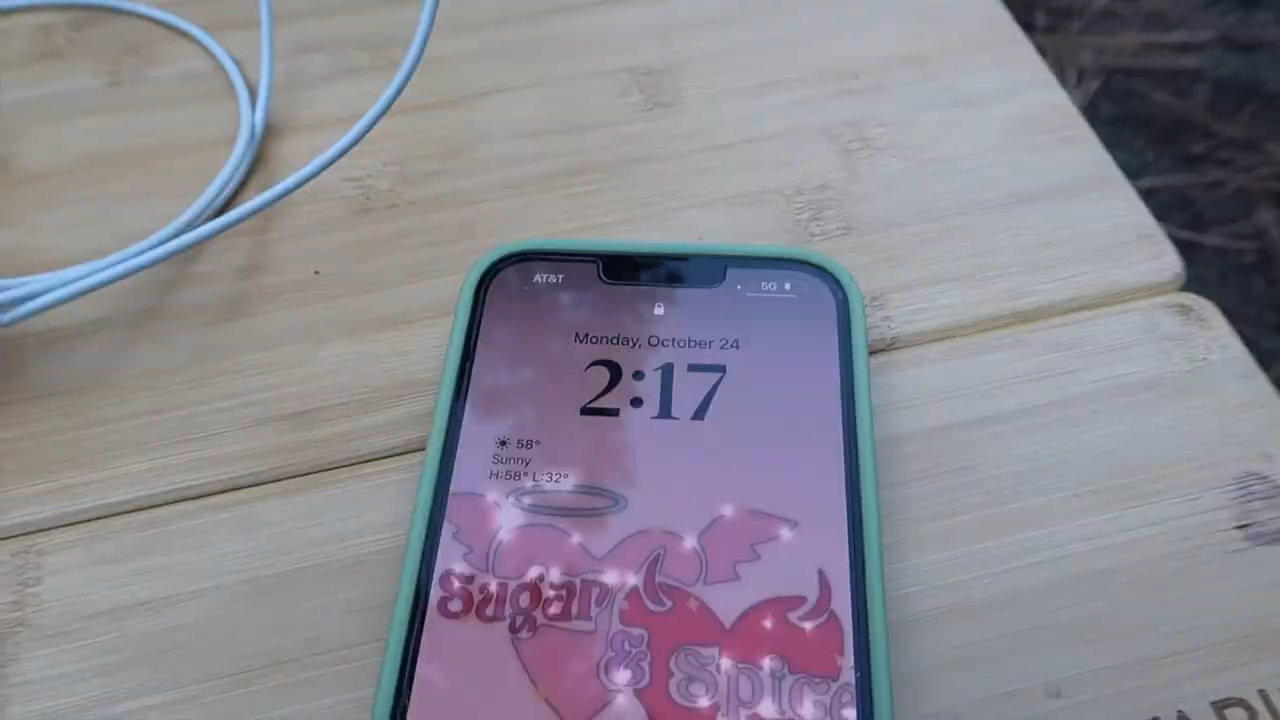 AT&T
5G
Monday, October 24
2:17
58°
Sunny
H:58° L:32°
Sugar
& Spice